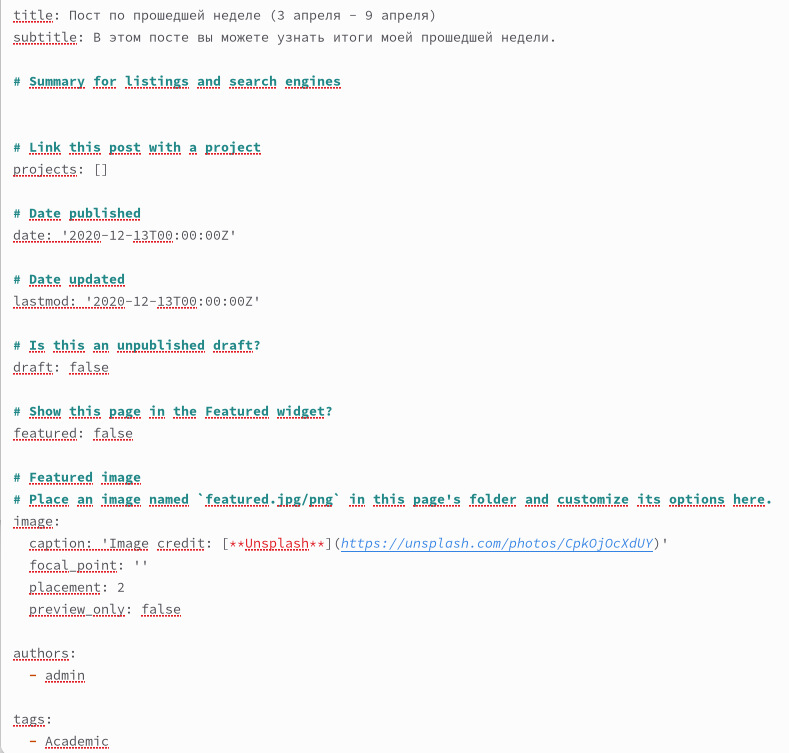 title: Пост по прошедшей неделе (3 апреля - 9 апреля)
subtitle: В этом посте вы можете узнать итоги моей прошедшей недели.
# Summary for listings and search engines
# Link this post with a project
projects: []
# Date published
date: '2020-12-13T00:00:00Z'
# Date updated
lastmod: '2020-12-13T00:00:00Z'
# Is this an unpublished draft?
draft: false
# Show this page in the Featured widget?
featured: false
# Featured image
# Place an image named `featured.jpg/png` in this page's folder and customize its options here.
image:
caption: 'Image credit: [**Unsplash**](https://unsplash.com/photos/CpkOjOcXdUY)'
focal_point: ''
placement: 2
preview_only: false
authors:
- admin
tags:
- Academic